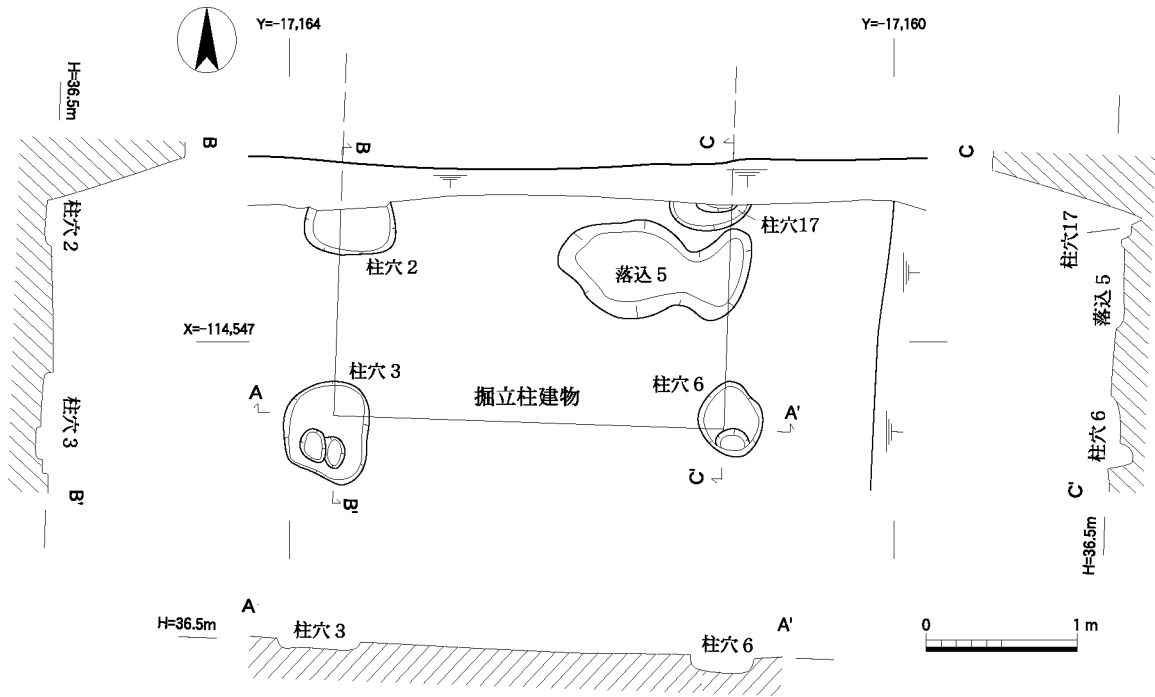 Y=-17,164
Y=-17,160
H=36.5m
B
B
C
C
柱穴2
柱穴2
柱穴17
柱穴17
落込5
落込5
X=-114,547
柱穴3
柱穴3
柱穴6
柱穴6
A
A'
掘立柱建物
B'
B'
C'
C'
H=36.5m
A
A'
H=36.5m
柱穴3
柱穴6
0
1m